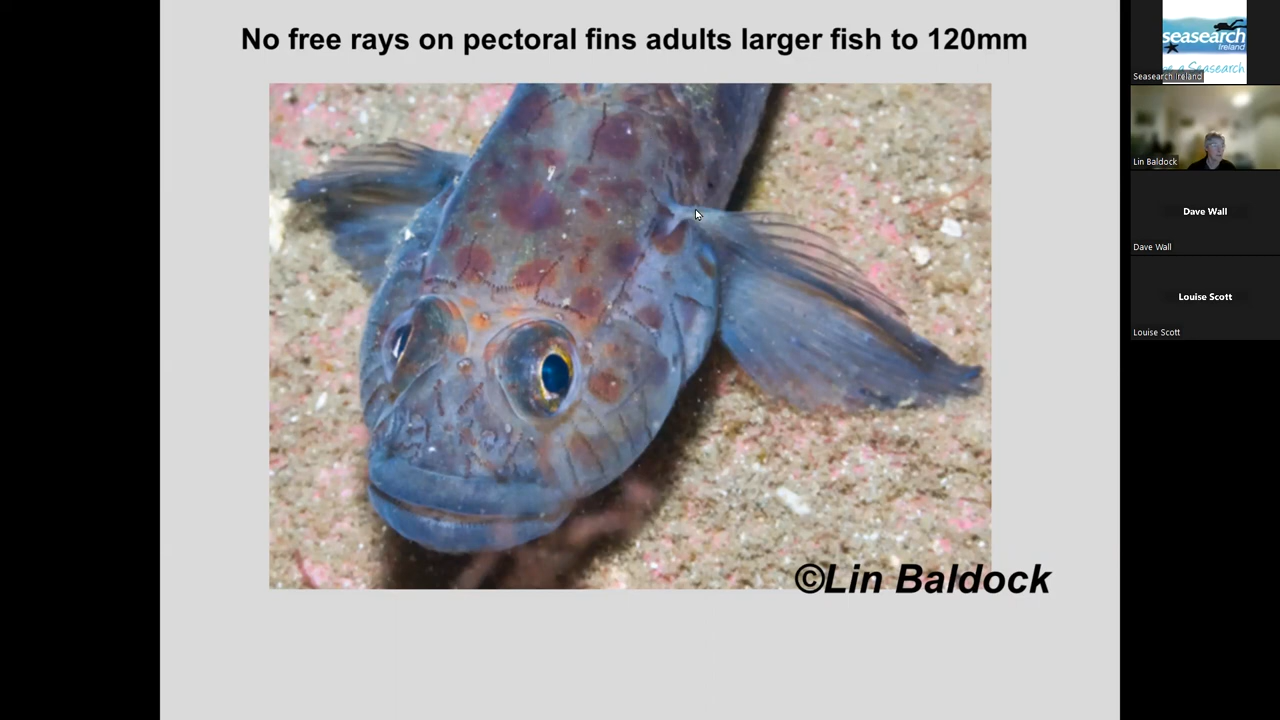 No free rays on pectoral fins adults larger fish to 120mm
©Lin Baldock
seasearch
Ireland
Seasearch
Seasearch Ireland
Lin Baldock
Dave Wall
Dave Wall
Louise Scott
Louise Scott